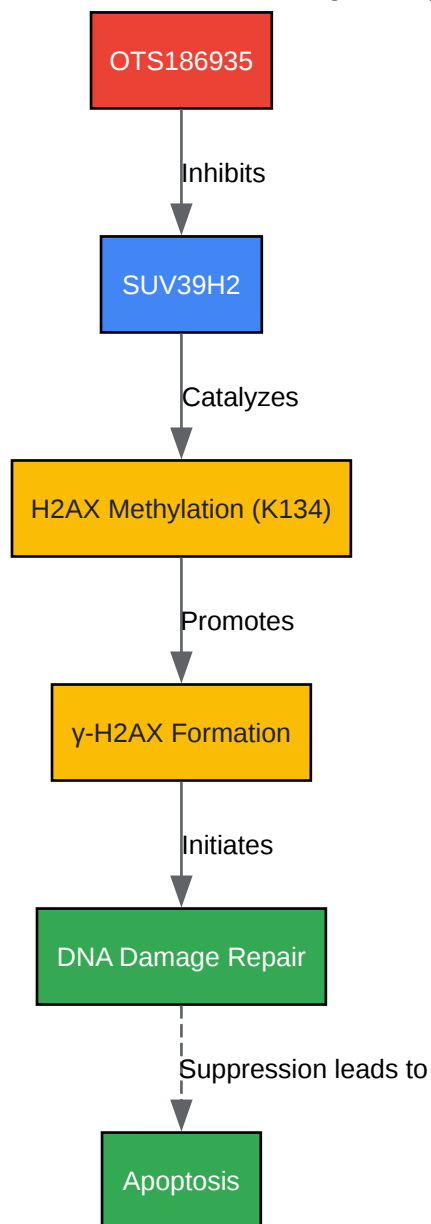 OTS186935
Inhibits
SUV39H2
Catalyzes
H2AX Methylation (K134)
Promotes
γ-H2AX Formation
Initiates
DNA Damage Repair
Suppression leads to
Apoptosis